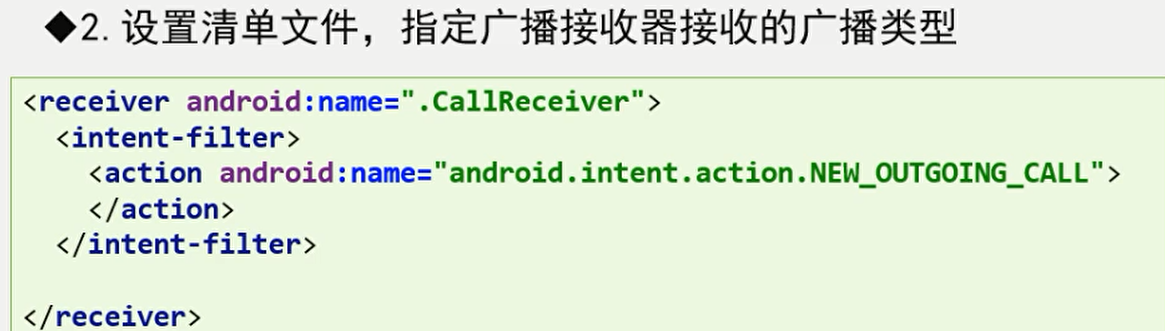 ◆2.设置清单文件，指定广播接收器接收的广播类型
<receiver android:name=".CallReceiver">
  <intent-filter>
    <action android:name="android.intent.action.NEW_OUTGOING_CALL">
    </action>
  </intent-filter>

</receiver>